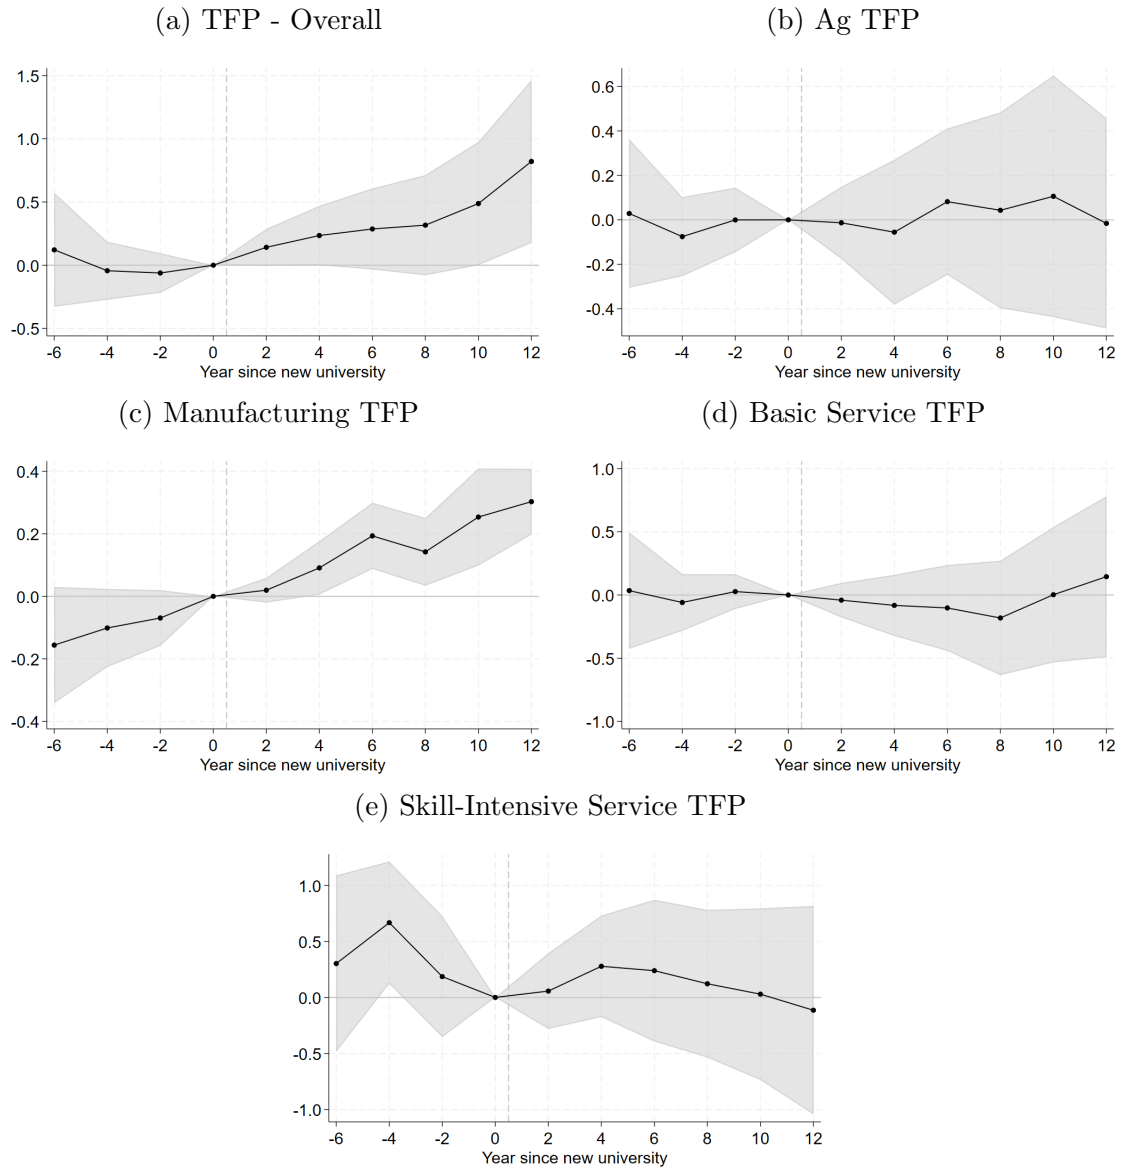 (a) TFP - Overall
1.5
1.0
0.5
0.0
-0.5
-6 -4 -2 0 2 4 6 8 10 12
Year since new university
(b) Ag TFP
0.6
0.4
0.2
0.0
-0.2
-0.4
-6 -4 -2 0 2 4 6 8 10 12
Year since new university
(c) Manufacturing TFP
0.4
0.2
0.0
-0.2
-0.4
-6 -4 -2 0 2 4 6 8 10 12
Year since new university
(d) Basic Service TFP
1.0
0.5
0.0
-0.5
-1.0
-6 -4 -2 0 2 4 6 8 10 12
Year since new university
(e) Skill-Intensive Service TFP
1.0
0.5
0.0
-0.5
-1.0
-6 -4 -2 0 2 4 6 8 10 12
Year since new university